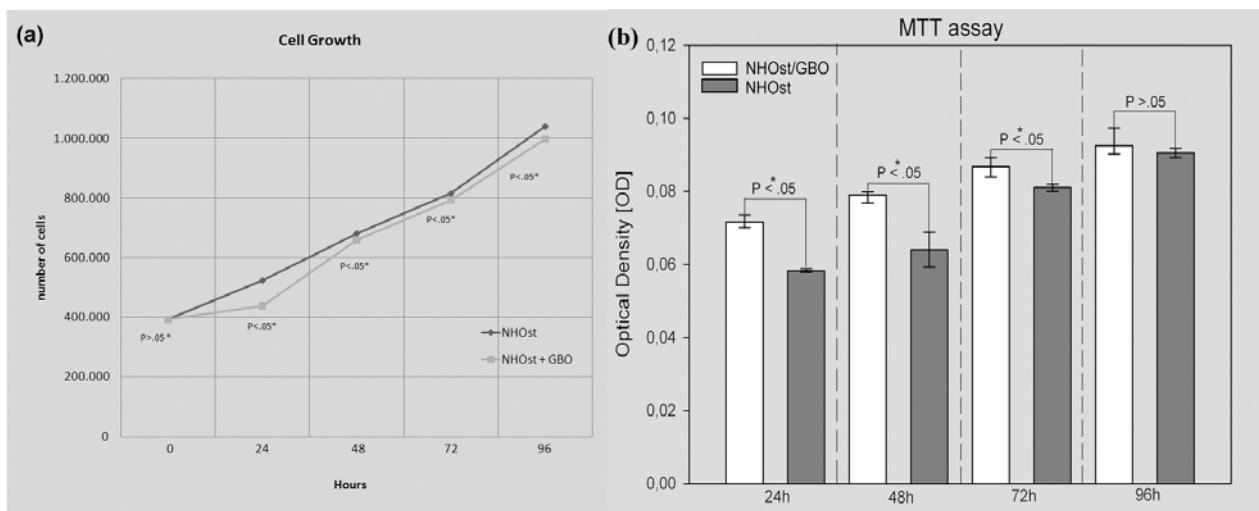 (a)
Cell Growth
number of cells
1.200.000
1.000.000
800.000
600.000
400.000
200.000
0
P>.05*
P<.05*
P<.05*
P<.05*
P<.05*
NHOst
NHOst + GBO
0 24 48 72 96
Hours
(b)
MTT assay
Optical Density [OD]
0,12
0,10
0,08
0,06
0,04
0,02
0,00
NHOst/GBO
NHOst
*
P <.05
*
P <.05
*
P <.05
P >.05
24h 48h 72h 96h